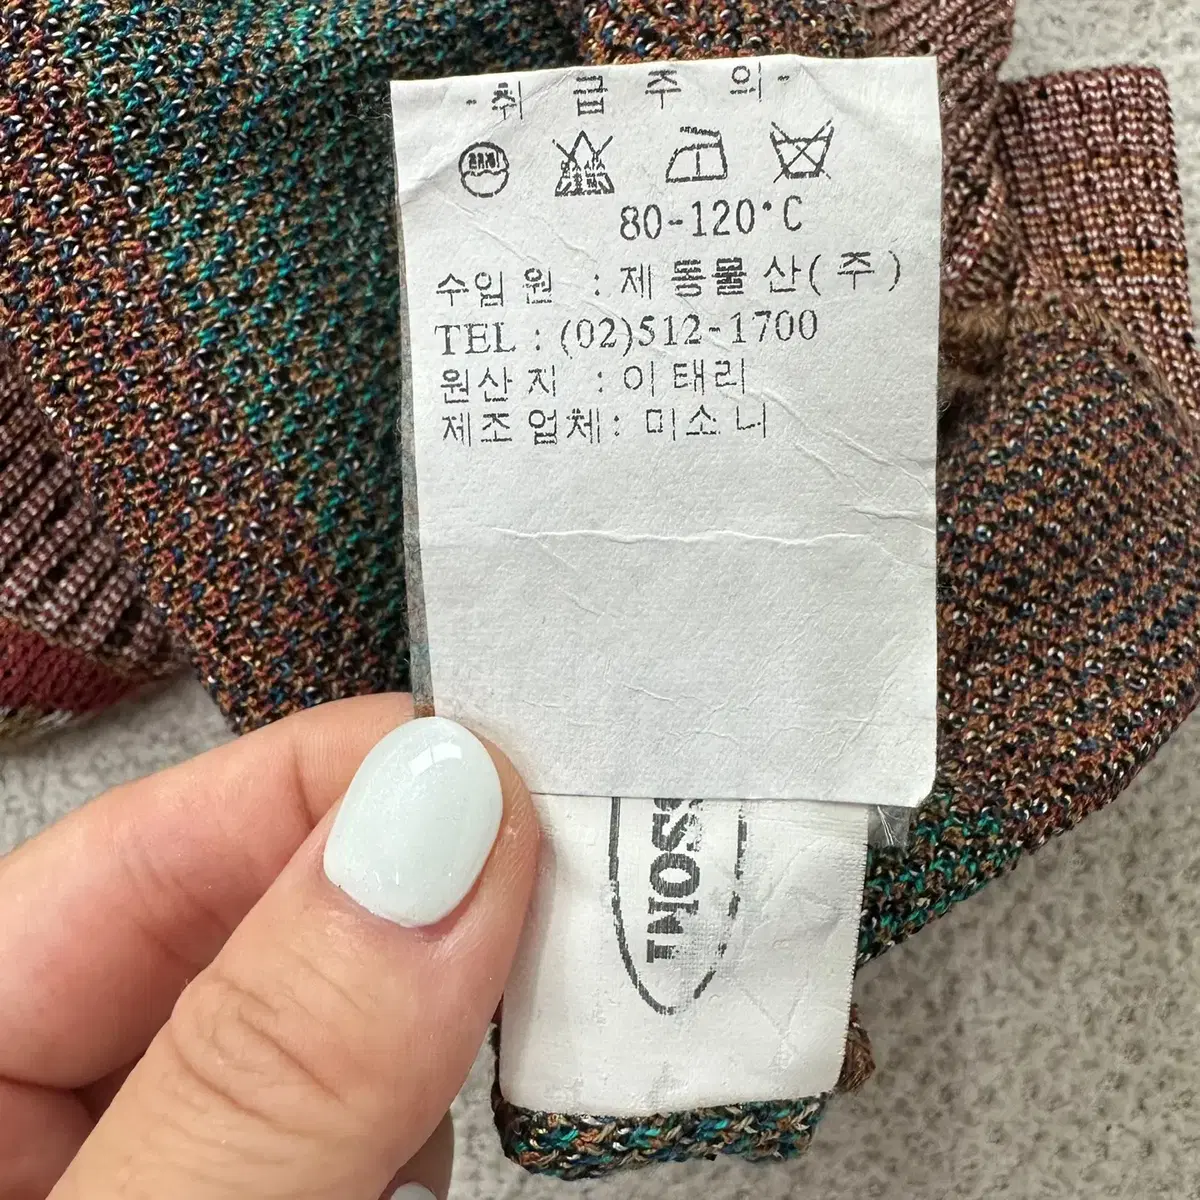 -취 급 주 의-
80-120°C
수입원 : 제동물산(주)
TEL : (02)512-1700
원산지 : 이태리
제조업체: 미소니